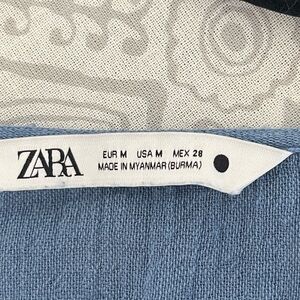 ZARA
EUR M USA M MEX 28
MADE IN MYANMAR (BURMA)